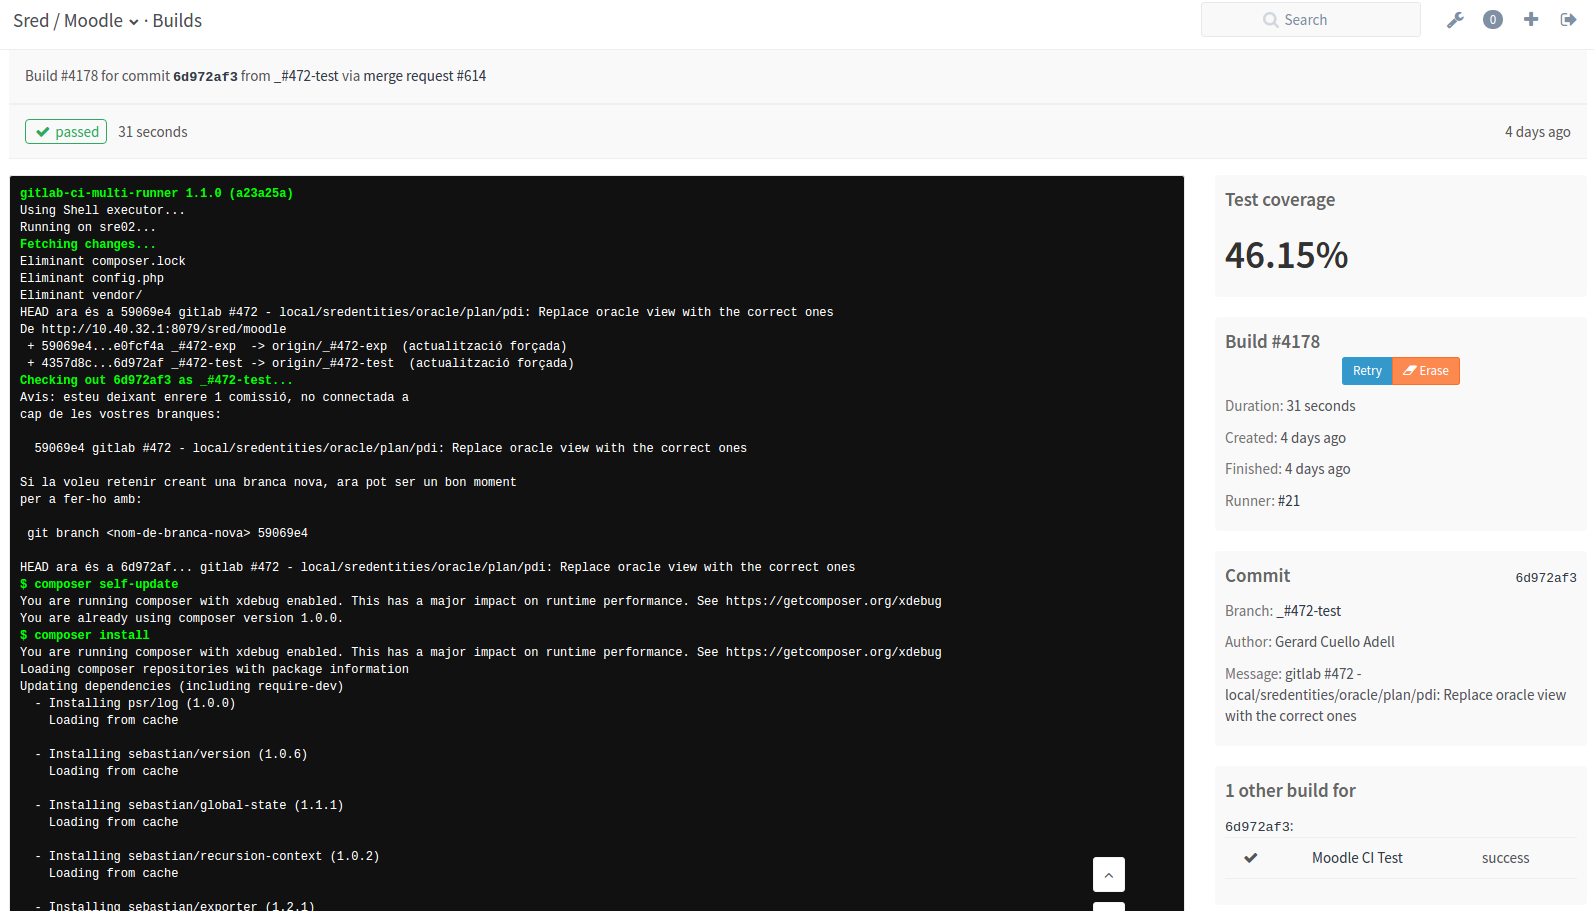 Sred / Moodle · Builds
Search
0
Build #4178 for commit 6d972af3 from _#472-test via merge request #614
passed 31 seconds
4 days ago
gitlab-ci-multi-runner 1.1.0 (a23a25a)
Using Shell executor...
Running on sre02...
Fetching changes...
Eliminant composer.lock
Eliminant config.php
Eliminant vendor/
HEAD ara és a 59069e4 gitlab #472 - local/sredentities/oracle/plan/pdi: Replace oracle view with the correct ones
De http://10.40.32.1:8079/sred/moodle
+ 59069e4...e0fcf4a _#472-exp -> origin/_#472-exp (actualització forçada)
+ 4357d8c...6d972af _#472-test -> origin/_#472-test (actualització forçada)
Checking out 6d972af3 as _#472-test...
Avís: esteu deixant enrere 1 comissió, no connectada a
cap de les vostres branques:
59069e4 gitlab #472 - local/sredentities/oracle/plan/pdi: Replace oracle view with the correct ones
Si la voleu retenir creant una branca nova, ara pot ser un bon moment
per a fer-ho amb:
git branch <nom-de-branca-nova> 59069e4
HEAD ara és a 6d972af... gitlab #472 - local/sredentities/oracle/plan/pdi: Replace oracle view with the correct ones
$ composer self-update
You are running composer with xdebug enabled. This has a major impact on runtime performance. See https://getcomposer.org/xdebug
You are already using composer version 1.0.0.
$ composer install
You are running composer with xdebug enabled. This has a major impact on runtime performance. See https://getcomposer.org/xdebug
Loading composer repositories with package information
Updating dependencies (including require-dev)
- Installing psr/log (1.0.0)
Loading from cache
- Installing sebastian/version (1.0.6)
Loading from cache
- Installing sebastian/global-state (1.1.1)
Loading from cache
- Installing sebastian/recursion-context (1.0.2)
Loading from cache
- Installing sebastian/exporter (1.2.1)
Test coverage
46.15%
Build #4178
Retry Erase
Duration: 31 seconds
Created: 4 days ago
Finished: 4 days ago
Runner: #21
Commit 6d972af3
Branch: _#472-test
Author: Gerard Cuello Adell
Message: gitlab #472 -
local/sredentities/oracle/plan/pdi: Replace oracle view
with the correct ones
1 other build for
6d972af3:
Moodle CI Test success